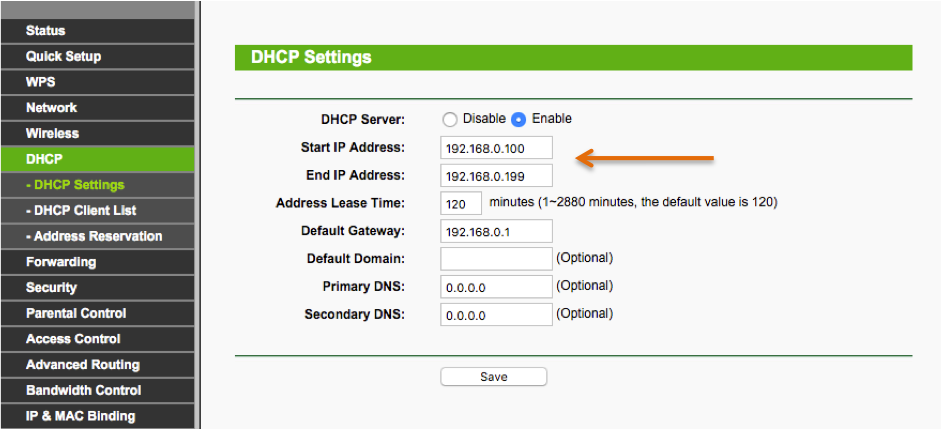 Status
Quick Setup
WPS
Network
Wireless
DHCP
- DHCP Settings
- DHCP Client List
- Address Reservation
Forwarding
Security
Parental Control
Access Control
Advanced Routing
Bandwidth Control
IP & MAC Binding
DHCP Settings
DHCP Server: Disable Enable
Start IP Address: 192.168.0.100
End IP Address: 192.168.0.199
Address Lease Time: 120 minutes (1~2880 minutes, the default value is 120)
Default Gateway: 192.168.0.1
Default Domain: (Optional)
Primary DNS: 0.0.0.0 (Optional)
Secondary DNS: 0.0.0.0 (Optional)
Save